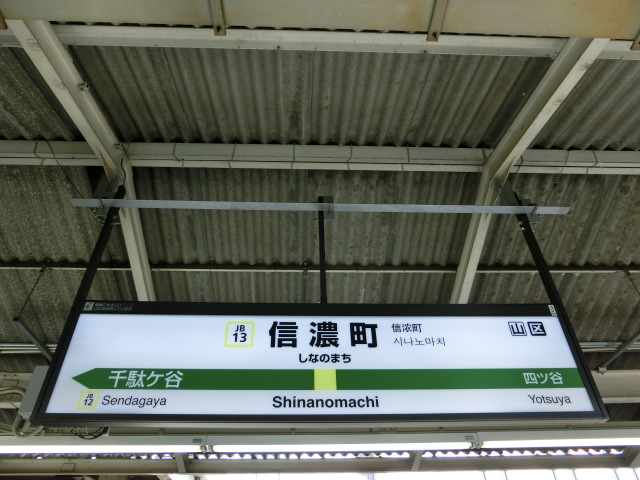 JB 13 信濃町 信浓町 시나노마치 山区
しなのまち
千駄ケ谷 四ツ谷
JB 12 Sendagaya Shinanomachi Yotsuya